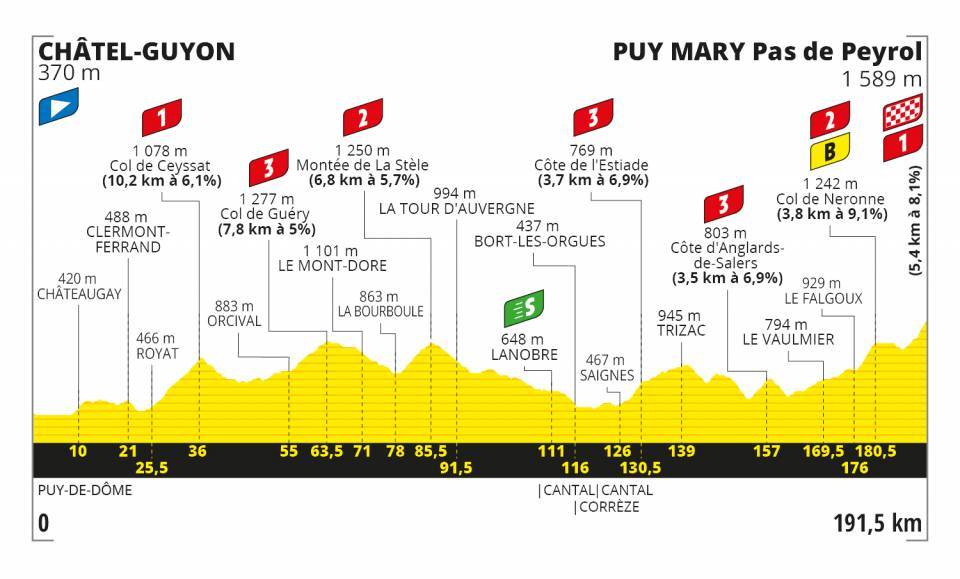 CHÂTEL-GUYON
370 m
PUY MARY Pas de Peyrol
1 589 m
1
1 078 m
Col de Ceyssat
(10,2 km à 6,1%)
3
1 277 m
Col de Guéry
(7,8 km à 5%)
2
1 250 m
Montée de La Stèle
(6,8 km à 5,7%)
3
769 m
Côte de l'Estiade
(3,7 km à 6,9%)
3
803 m
Côte d'Anglards-
de-Salers
(3,5 km à 6,9%)
2
B
1 242 m
Col de Neronne
(3,8 km à 9,1%)
1
(5,4 km à 8,1%)
420 m
CHÂTEAUGAY
488 m
CLERMONT-
FERRAND
466 m
ROYAT
883 m
ORCIVAL
1 101 m
LE MONT-DORE
863 m
LA BOURBOULE
994 m
LA TOUR D'AUVERGNE
S
648 m
LANOBRE
437 m
BORT-LES-ORGUES
467 m
SAIGNES
945 m
TRIZAC
794 m
LE VAULMIER
929 m
LE FALGOUX
10 21 36 55 63,5 71 78 85,5 111 126 139 157 169,5 180,5
25,5 91,5 116 130,5 176
PUY-DE-DÔME
|CANTAL|CANTAL
|CORRÈZE
0
191,5 km